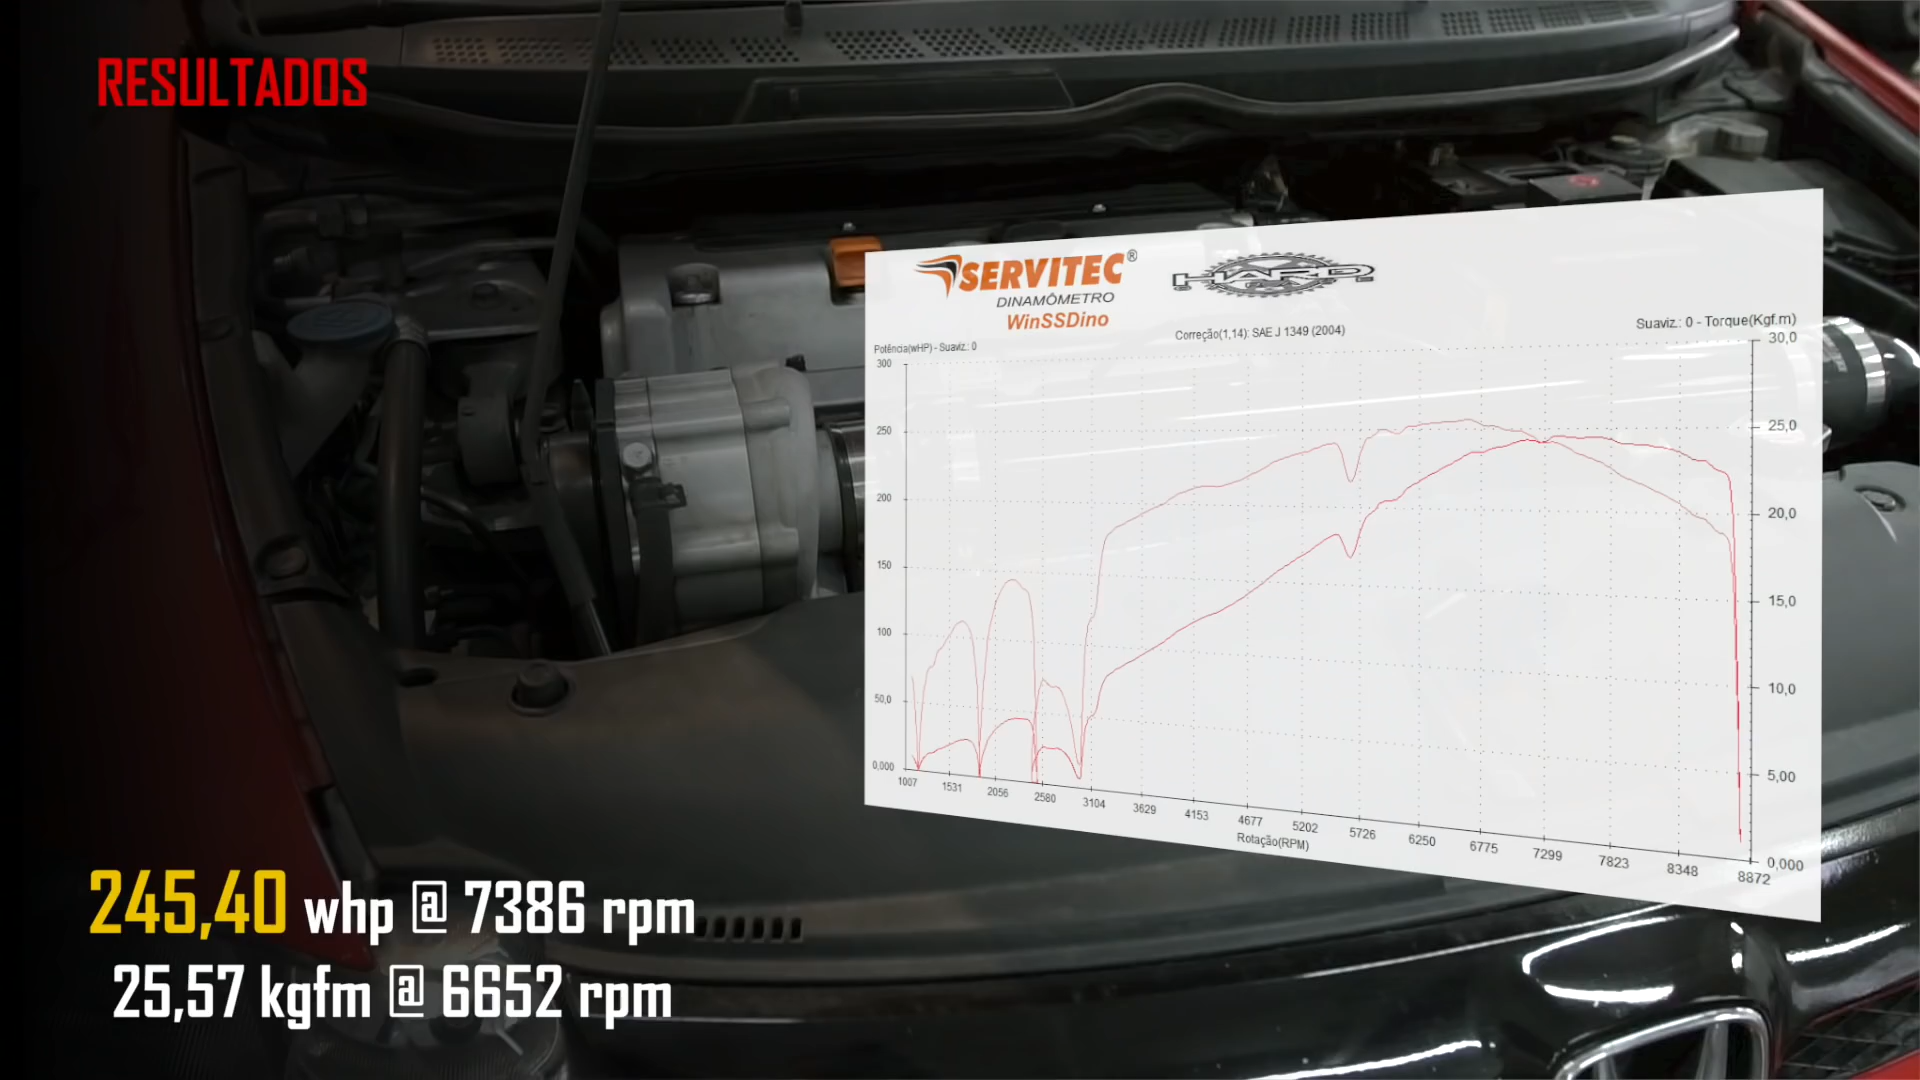 RESULTADOS
SERVITEC®
DINAMÔMETRO
WinSSDino
HARD
Correção(1,14): SAE J 1349 (2004)
Potência(wHP) - Suaviz.: 0
Suaviz.: 0 - Torque(Kgf.m)
300
250
200
150
100
50,0
0,000
30,0
25,0
20,0
15,0
10,0
5,00
0,000
1007 1531 2056 2580 3104 3629 4153 4677 5202 5726 6250 6775 7299 7823 8348 8872
Rotação(RPM)
245,40 whp @ 7386 rpm
25,57 kgfm @ 6652 rpm